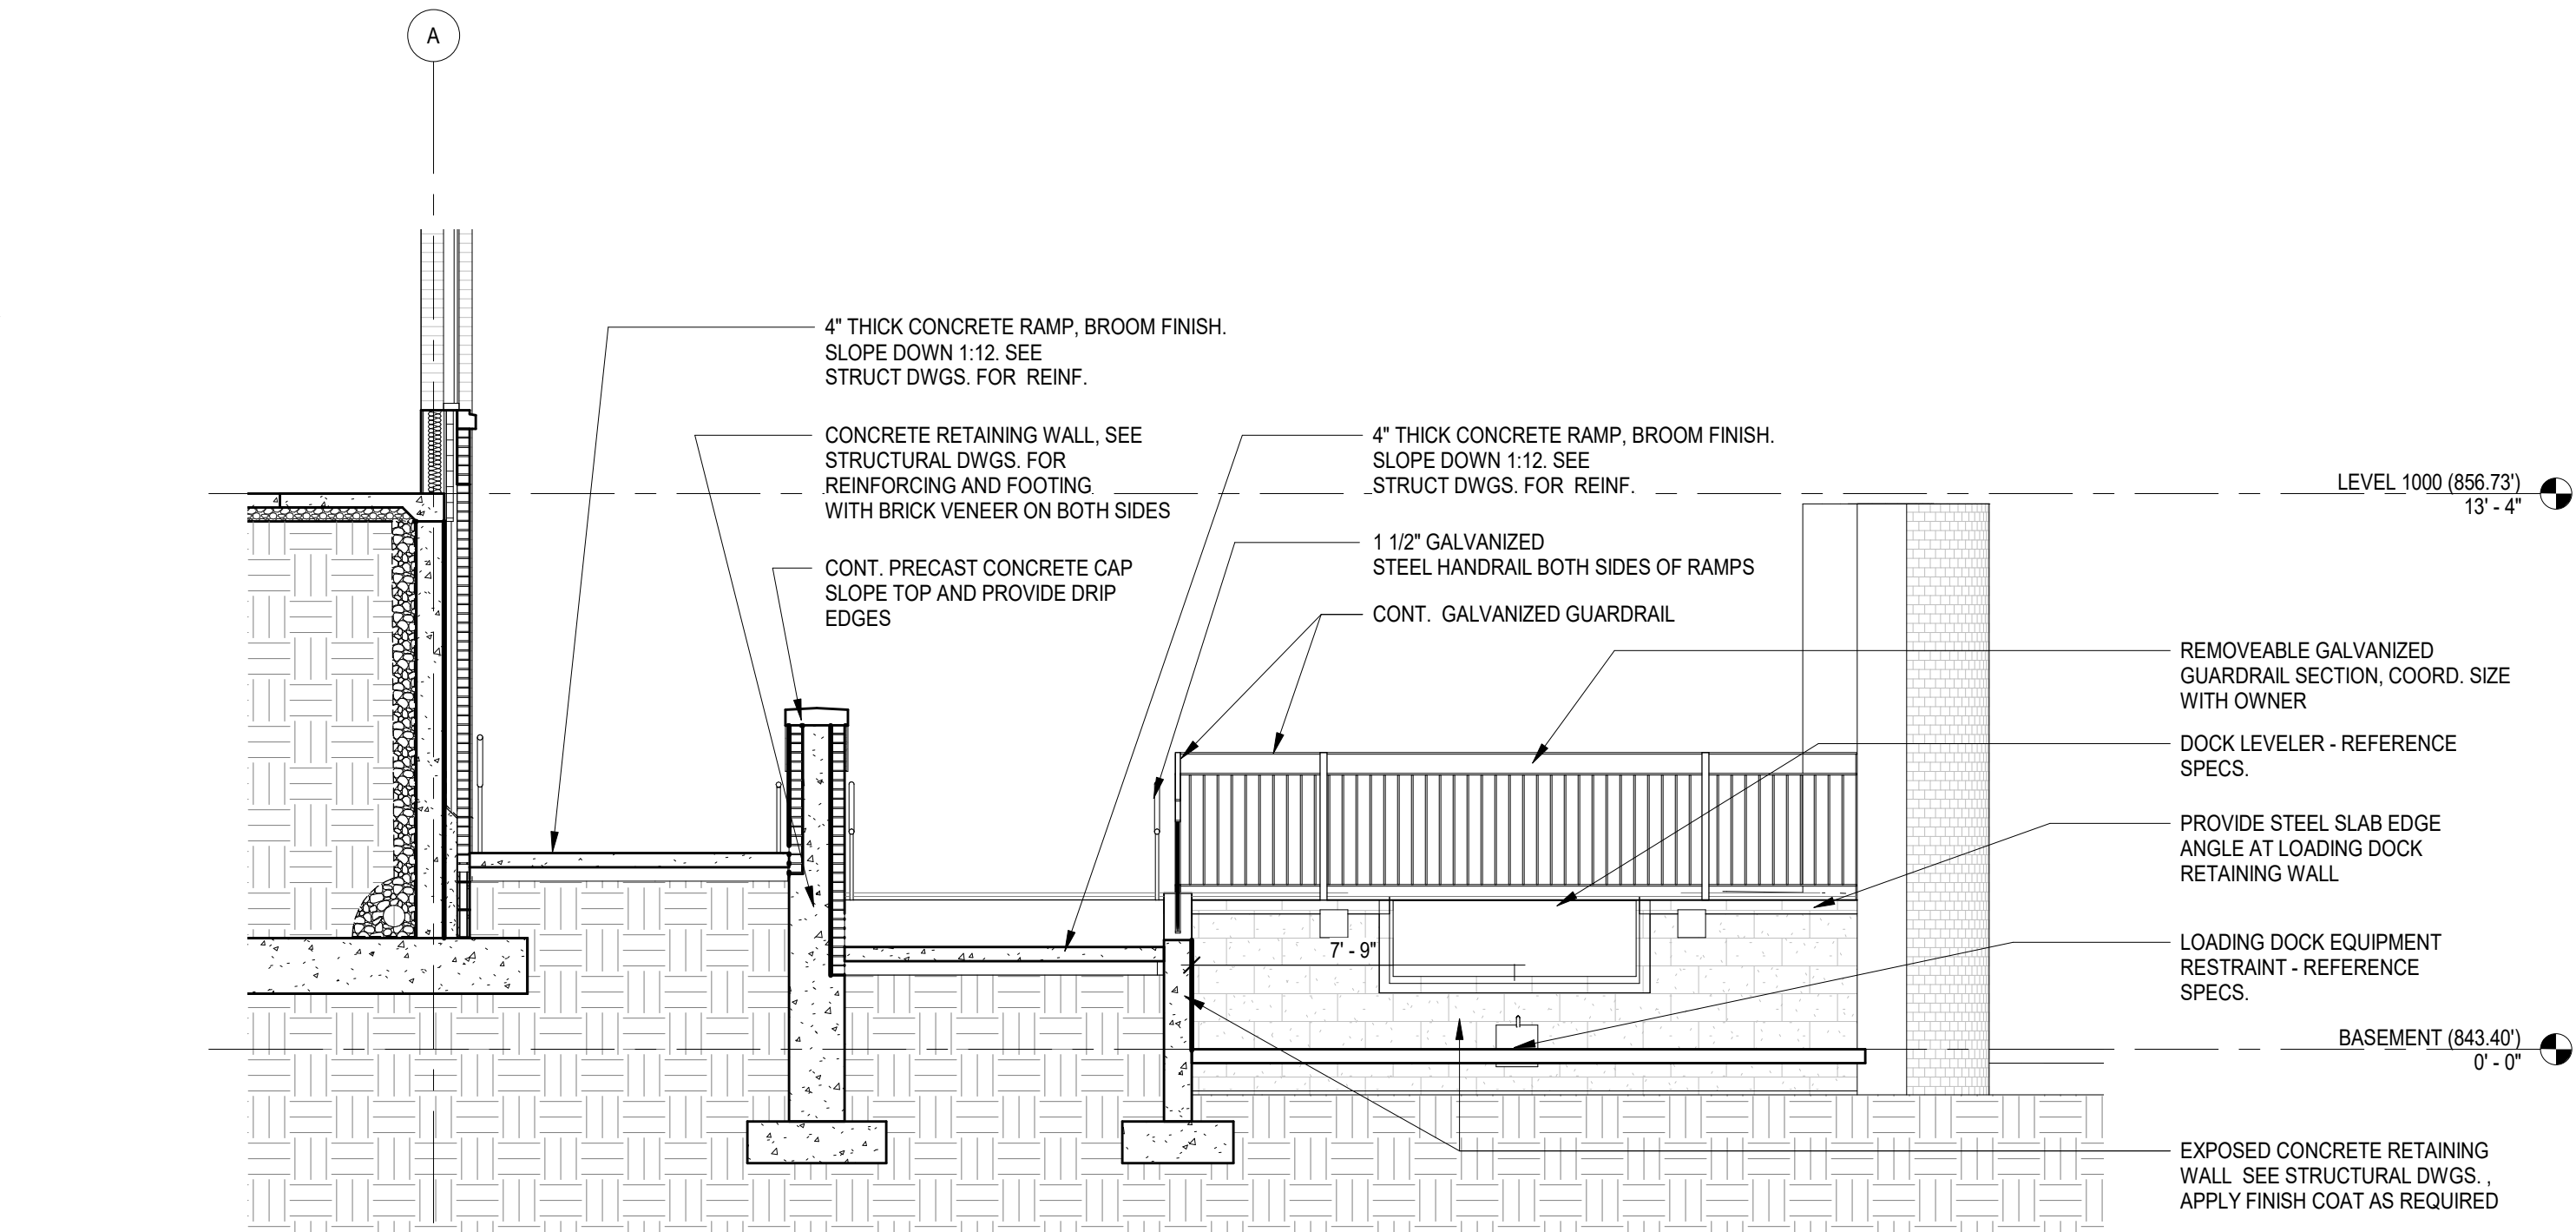 A
4" THICK CONCRETE RAMP, BROOM FINISH.
SLOPE DOWN 1:12. SEE
STRUCT DWGS. FOR REINF.
CONCRETE RETAINING WALL, SEE
STRUCTURAL DWGS. FOR
REINFORCING AND FOOTING
WITH BRICK VENEER ON BOTH SIDES
CONT. PRECAST CONCRETE CAP
SLOPE TOP AND PROVIDE DRIP
EDGES
4" THICK CONCRETE RAMP, BROOM FINISH.
SLOPE DOWN 1:12. SEE
STRUCT DWGS. FOR REINF.
1 1/2" GALVANIZED
STEEL HANDRAIL BOTH SIDES OF RAMPS
CONT. GALVANIZED GUARDRAIL
LEVEL 1000 (856.73')
13' - 4"
REMOVEABLE GALVANIZED
GUARDRAIL SECTION, COORD. SIZE
WITH OWNER
DOCK LEVELER - REFERENCE
SPECS.
PROVIDE STEEL SLAB EDGE
ANGLE AT LOADING DOCK
RETAINING WALL
7' - 9"
LOADING DOCK EQUIPMENT
RESTRAINT - REFERENCE
SPECS.
BASEMENT (843.40')
0' - 0"
EXPOSED CONCRETE RETAINING
WALL SEE STRUCTURAL DWGS. ,
APPLY FINISH COAT AS REQUIRED